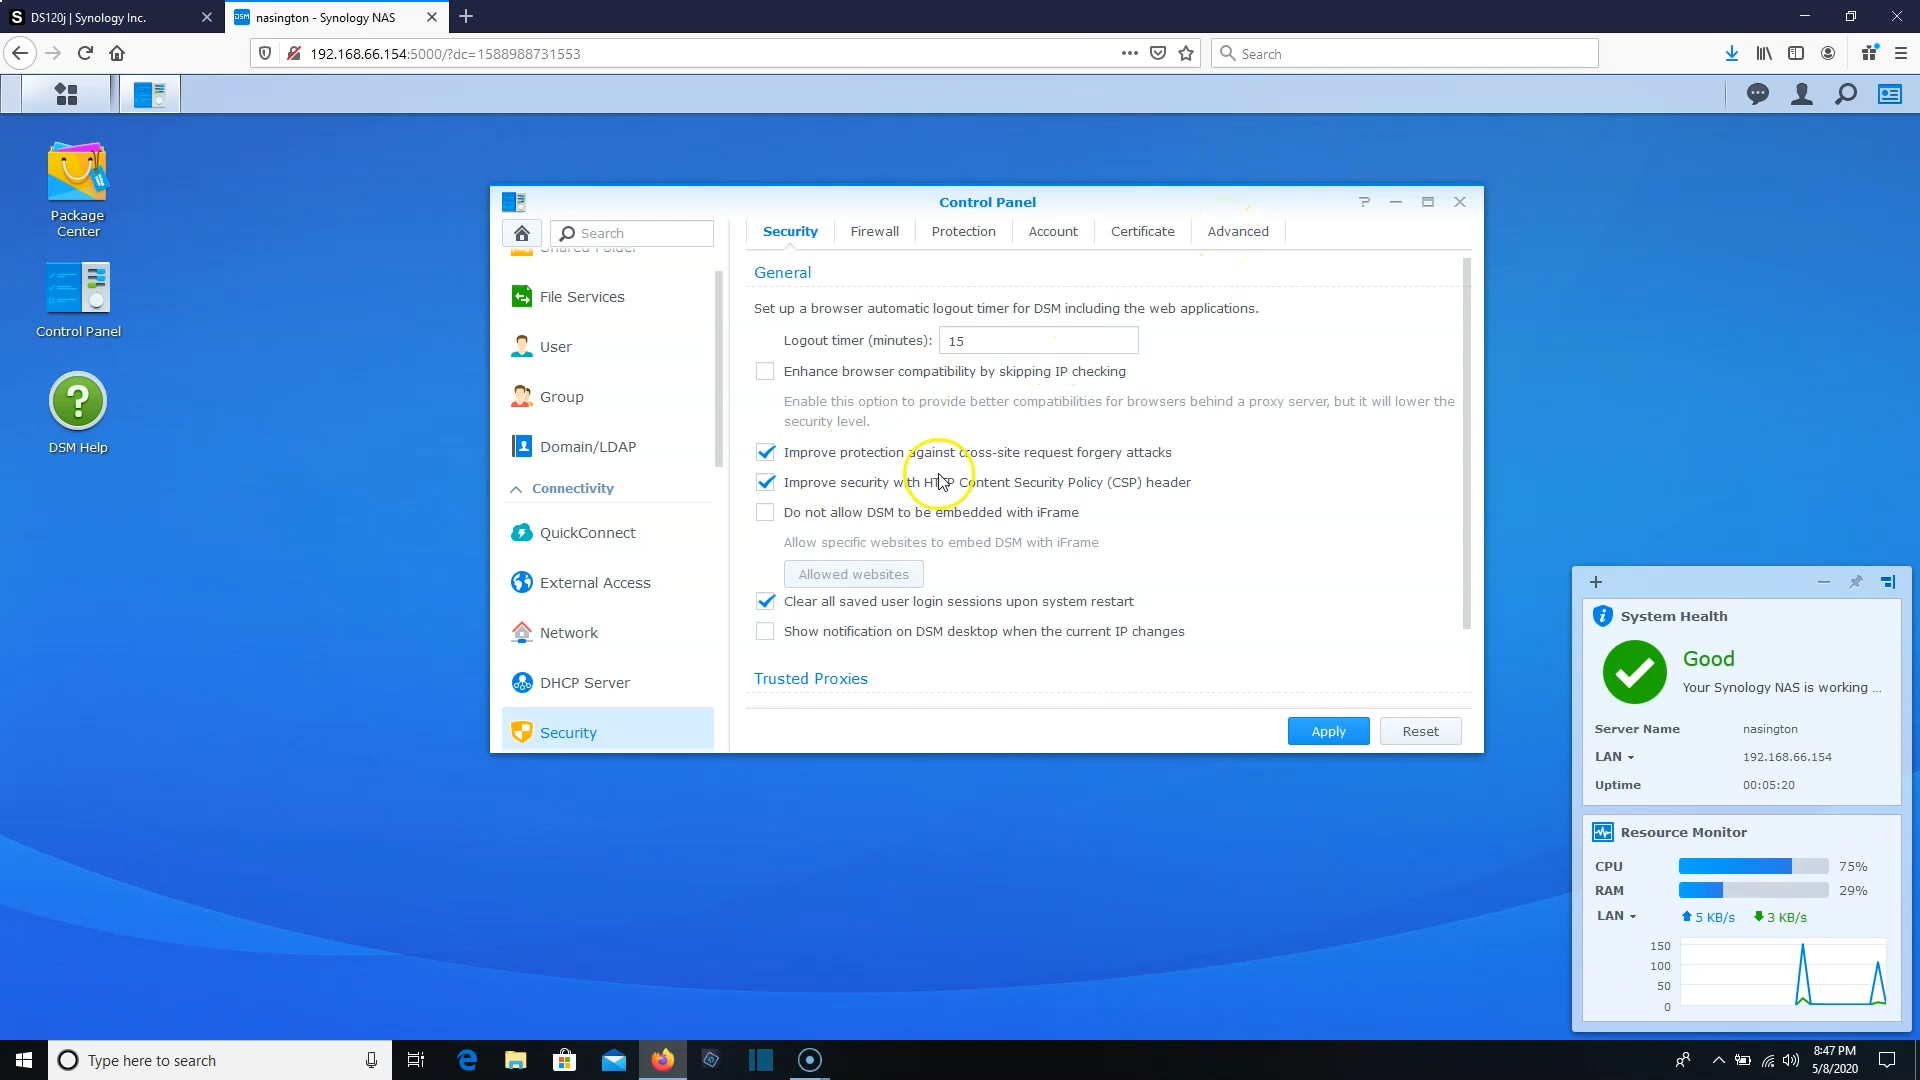 DS120j | Synology Inc.
DSM
nasington - Synology NAS
192.168.66.154:5000/?dc=1588988731553
Search
Package
Center
Control Panel
DSM Help
Control Panel
Search
Shared Folder
File Services
User
Group
Domain/LDAP
Connectivity
QuickConnect
External Access
Network
DHCP Server
Security
Security
Firewall
Protection
Account
Certificate
Advanced
General
Set up a browser automatic logout timer for DSM including the web applications.
Logout timer (minutes):
15
Enhance browser compatibility by skipping IP checking
Enable this option to provide better compatibilities for browsers behind a proxy server, but it will lower the
security level.
Improve protection against cross-site request forgery attacks
Improve security with HTTP Content Security Policy (CSP) header
Do not allow DSM to be embedded with iFrame
Allow specific websites to embed DSM with iFrame
Allowed websites
Clear all saved user login sessions upon system restart
Show notification on DSM desktop when the current IP changes
Trusted Proxies
Apply
Reset
System Health
Good
Your Synology NAS is working ...
Server Name
nasington
LAN
192.168.66.154
Uptime
00:05:20
Resource Monitor
CPU
75%
RAM
29%
LAN
5 KB/s
3 KB/s
150
100
50
0
Type here to search
8:47 PM
5/8/2020